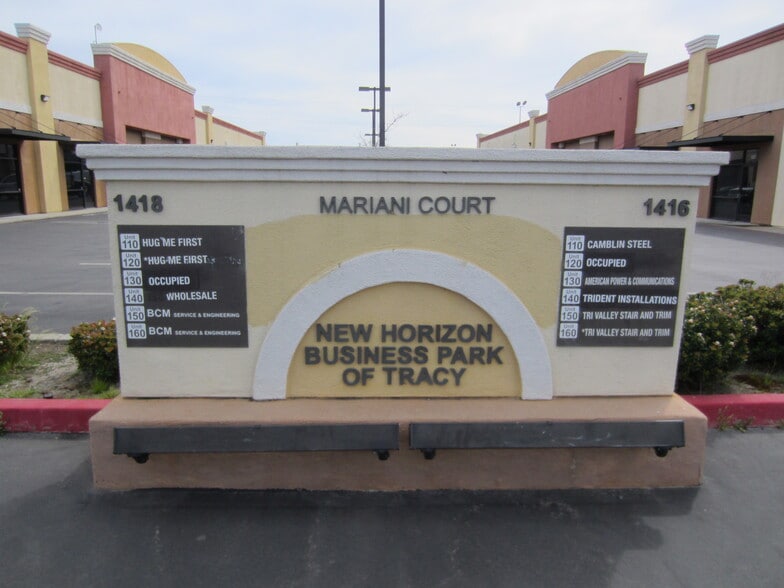 1418
MARIANI COURT
1416
Unit 110 HUG ME FIRST
Unit 120 *HUG ME FIRST
Unit 130 OCCUPIED
Unit 140 WHOLESALE
Unit 150 BCM SERVICE & ENGINEERING
Unit 160 BCM SERVICE & ENGINEERING
NEW HORIZON
BUSINESS PARK
OF TRACY
Unit 110 CAMBLIN STEEL
Unit 120 OCCUPIED
Unit 130 AMERICAN POWER & COMMUNICATIONS
Unit 140 TRIDENT INSTALLATIONS
Unit 150 TRI VALLEY STAIR AND TRIM
Unit 160 *TRI VALLEY STAIR AND TRIM